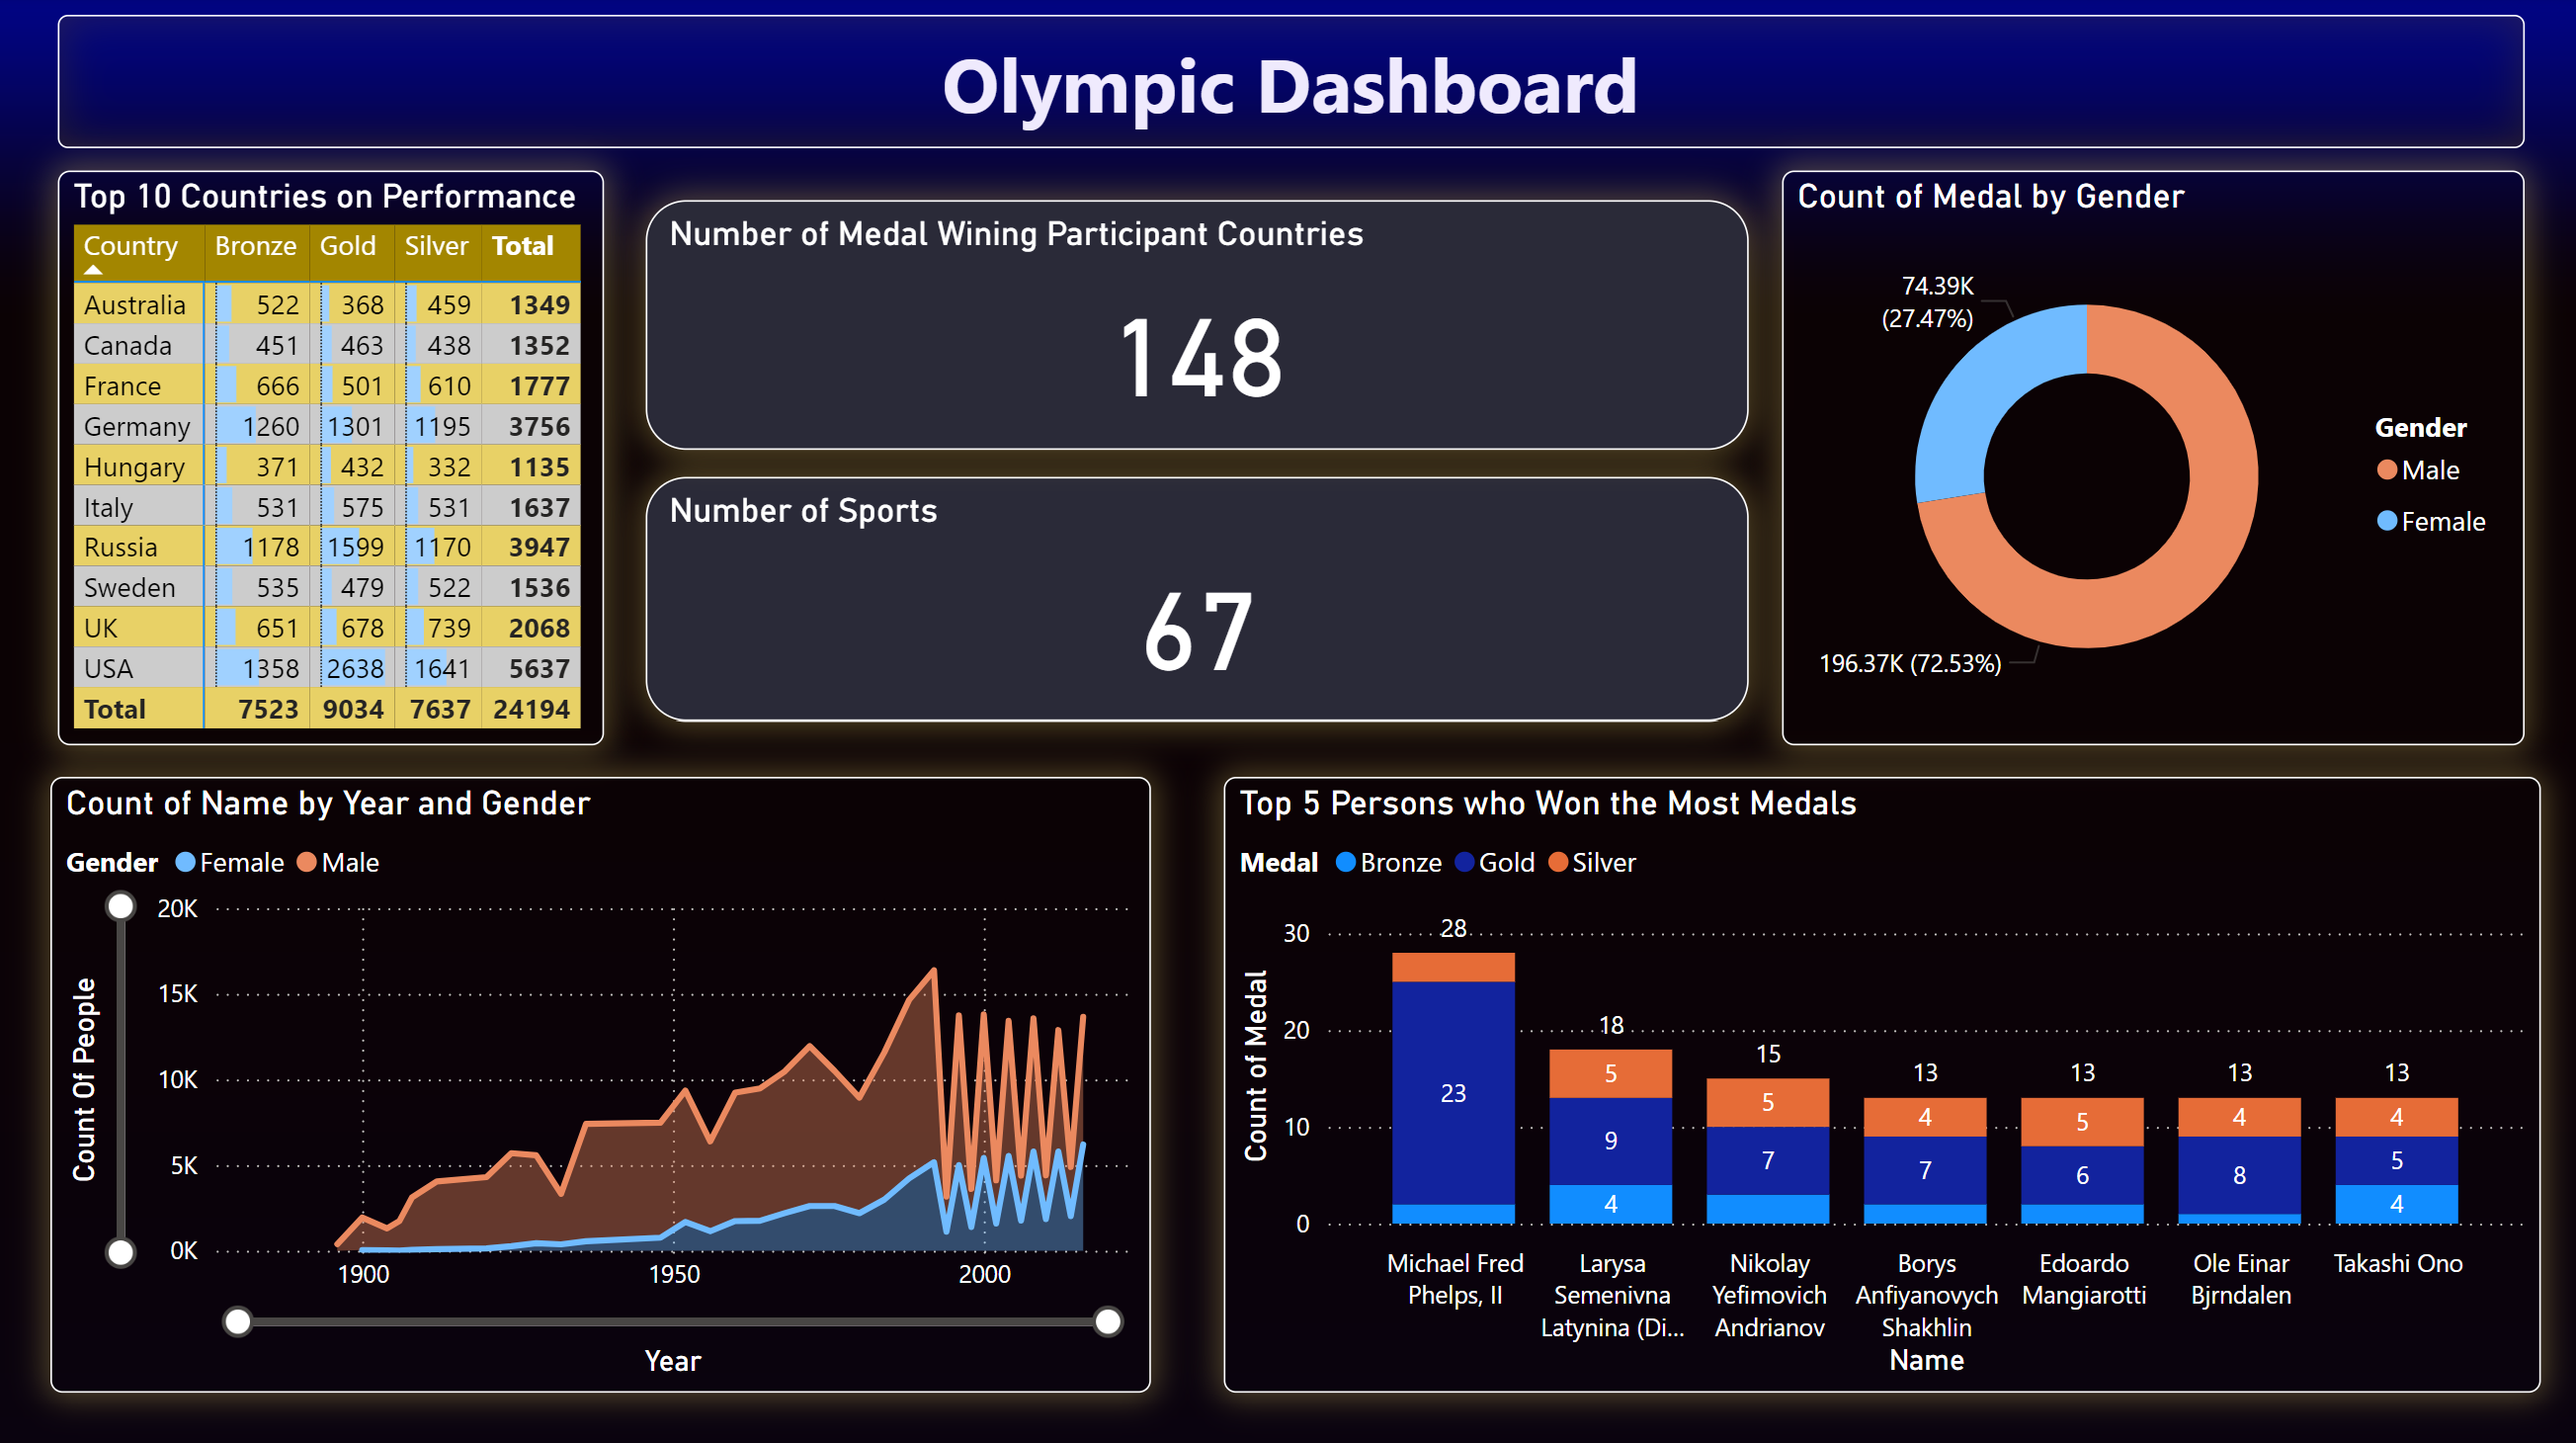 Olympic Dashboard
Top 10 Countries on Performance
Country Bronze Gold Silver Total
Australia 522 368 459 1349
Canada 451 463 438 1352
France 666 501 610 1777
Germany 1260 1301 1195 3756
Hungary 371 432 332 1135
Italy 531 575 531 1637
Russia 1178 1599 1170 3947
Sweden 535 479 522 1536
UK 651 678 739 2068
USA 1358 2638 1641 5637
Total 7523 9034 7637 24194
Number of Medal Wining Participant Countries
148
Number of Sports
67
Count of Medal by Gender
74.39K
(27.47%)
196.37K (72.53%)
Gender
Male
Female
Count of Name by Year and Gender
Gender Female Male
Count Of People
20K
15K
10K
5K
0K
1900 1950 2000
Year
Top 5 Persons who Won the Most Medals
Medal Bronze Gold Silver
Count of Medal
30
20
10
0
28
23
18
5
9
4
15
5
7
13
4
7
13
5
6
13
4
8
13
4
5
4
Michael Fred
Phelps, II
Larysa
Semenivna
Latynina (Di...
Nikolay
Yefimovich
Andrianov
Borys
Anfiyanovych
Shakhlin
Edoardo
Mangiarotti
Ole Einar
Bjrndalen
Takashi Ono
Name